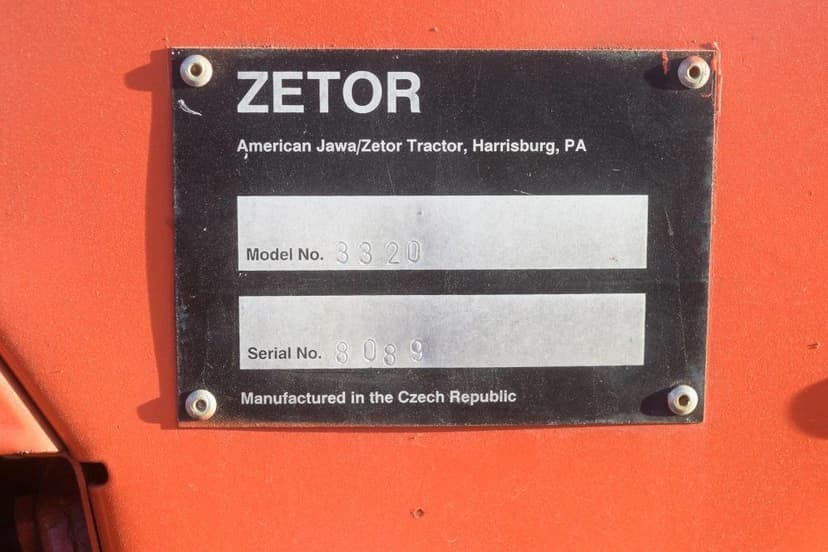 ZETOR
American Jawa/Zetor Tractor, Harrisburg, PA
Model No. 3320
Serial No. 8089
Manufactured in the Czech Republic